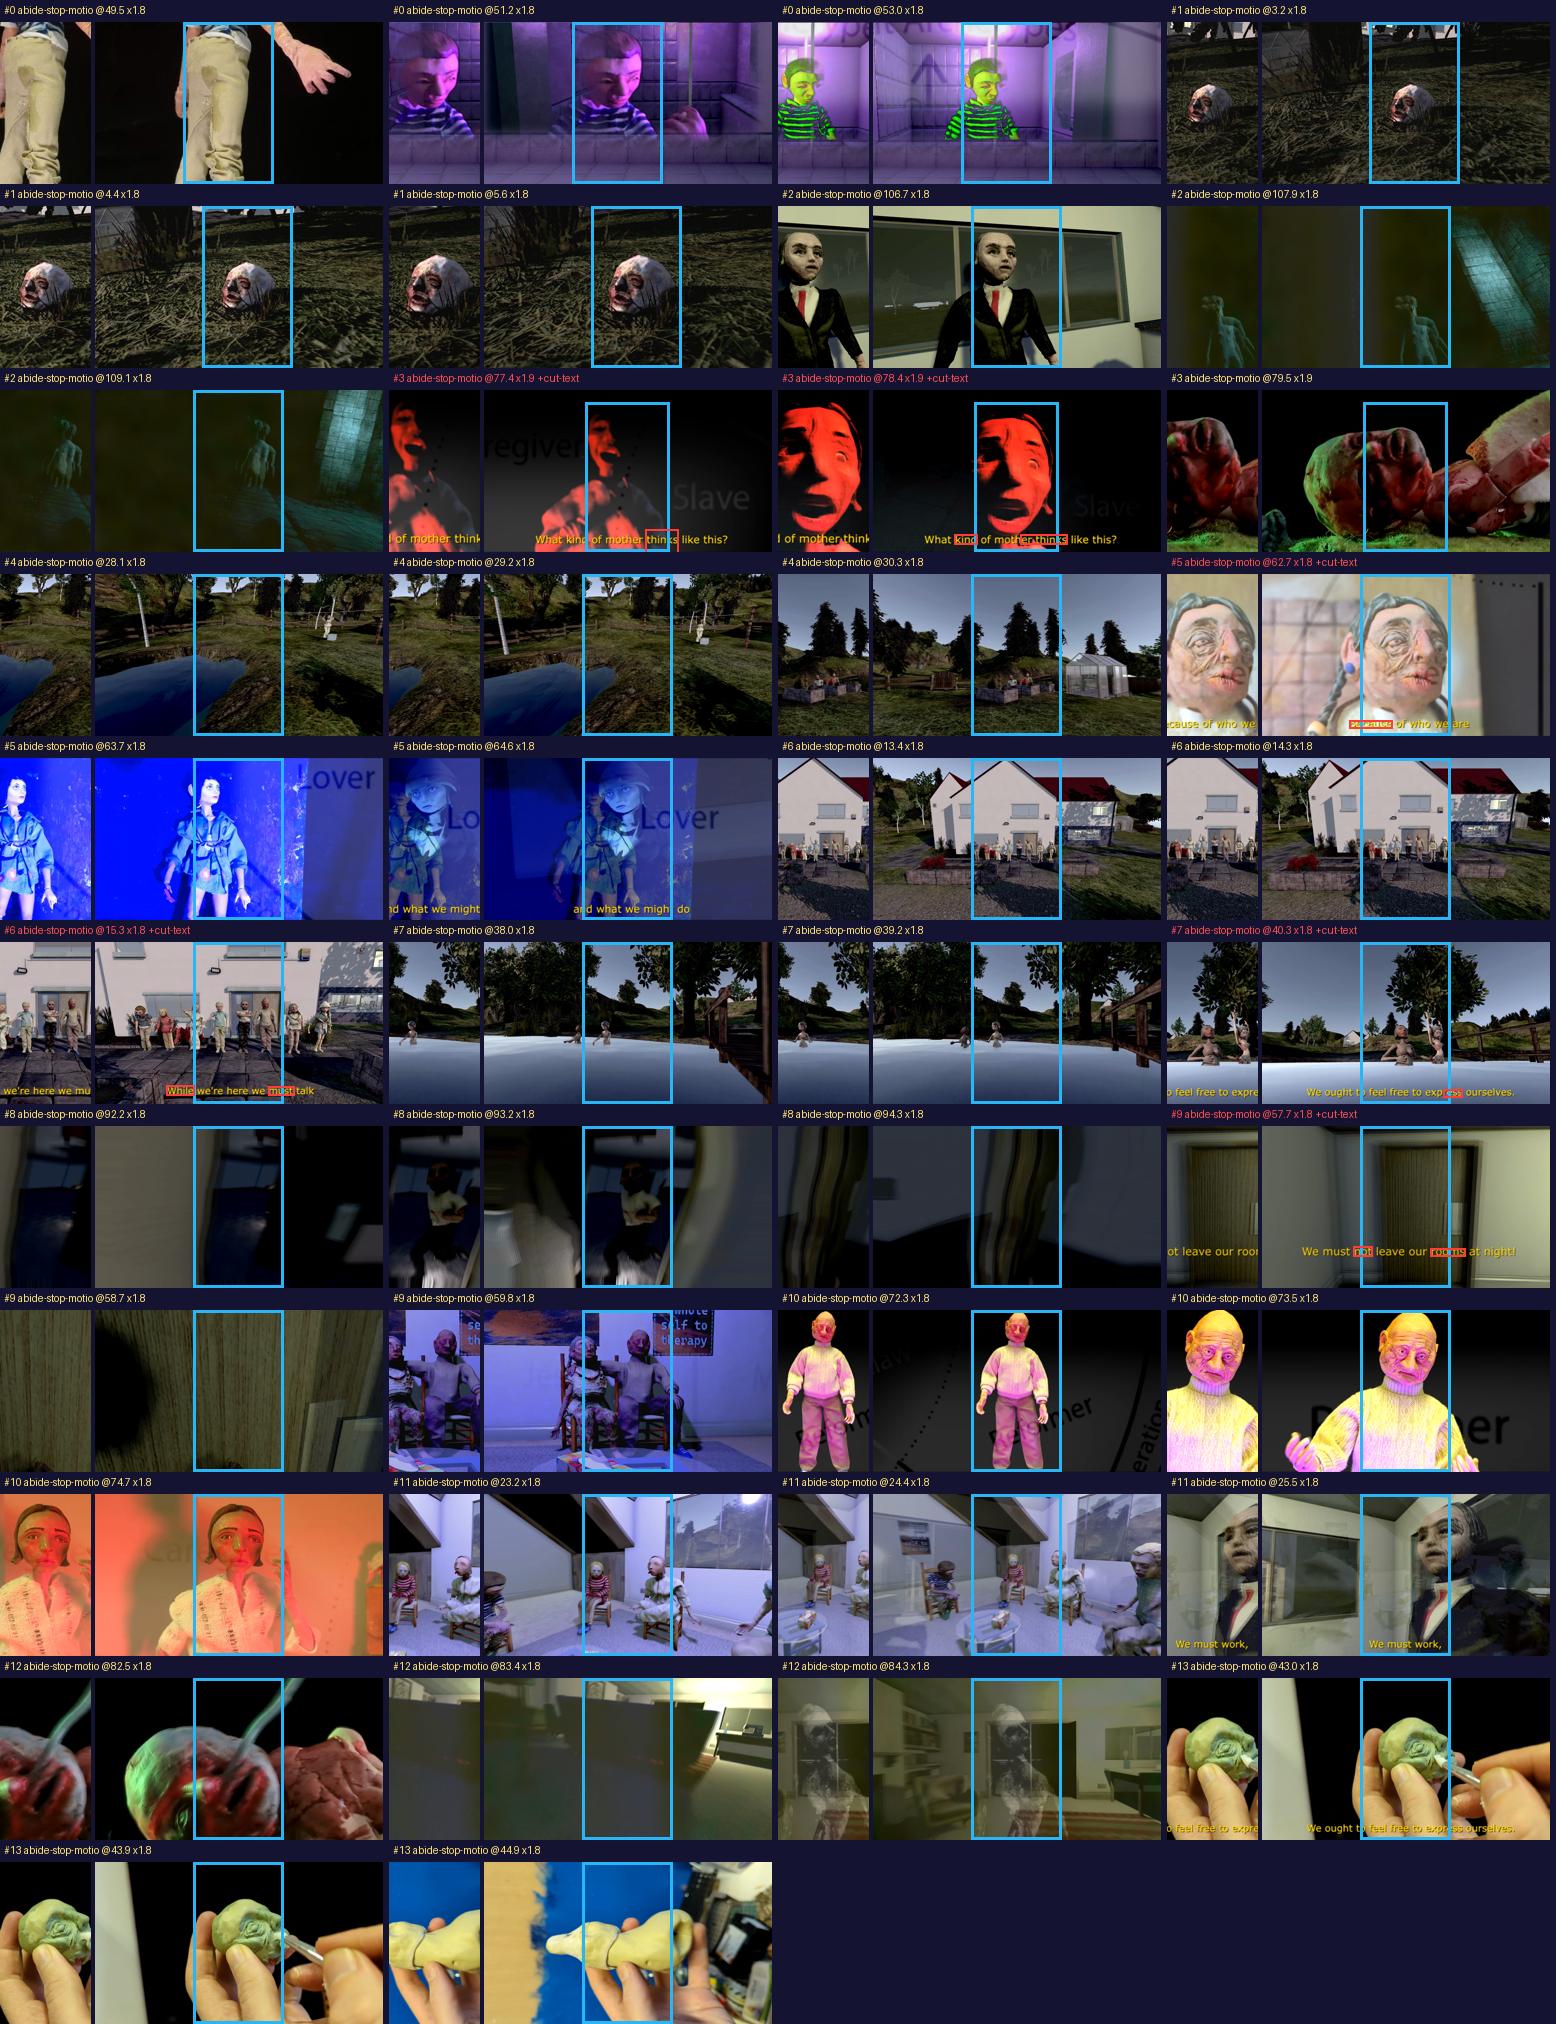 #0 abide-stop-motio @49.5 x1.8
#0 abide-stop-motio @51.2 x1.8
#0 abide-stop-motio @53.0 x1.8
#1 abide-stop-motio @3.2 x1.8
#1 abide-stop-motio @4.4 x1.8
#1 abide-stop-motio @5.6 x1.8
#2 abide-stop-motio @106.7 x1.8
#2 abide-stop-motio @107.9 x1.8
#2 abide-stop-motio @109.1 x1.8
#3 abide-stop-motio @77.4 x1.9 +cut-text
#3 abide-stop-motio @78.4 x1.9 +cut-text
#3 abide-stop-motio @79.5 x1.9
regiver
Slave
d of mother think
What kind of mother thinks like this?
Slave
d of mother think
What kind of mother thinks like this?
#4 abide-stop-motio @28.1 x1.8
#4 abide-stop-motio @29.2 x1.8
#4 abide-stop-motio @30.3 x1.8
#5 abide-stop-motio @62.7 x1.8 +cut-text
ecause of who we
Because of who we are
#5 abide-stop-motio @63.7 x1.8
#5 abide-stop-motio @64.6 x1.8
#6 abide-stop-motio @13.4 x1.8
#6 abide-stop-motio @14.3 x1.8
Lover
Lo
Lover
nd what we might
and what we might do
#6 abide-stop-motio @15.3 x1.8 +cut-text
#7 abide-stop-motio @38.0 x1.8
#7 abide-stop-motio @39.2 x1.8
#7 abide-stop-motio @40.3 x1.8 +cut-text
we're here we mu
While we're here we must talk
o feel free to expre
We ought to feel free to express ourselves.
#8 abide-stop-motio @92.2 x1.8
#8 abide-stop-motio @93.2 x1.8
#8 abide-stop-motio @94.3 x1.8
#9 abide-stop-motio @57.7 x1.8 +cut-text
ot leave our roor
We must not leave our rooms at night!
#9 abide-stop-motio @58.7 x1.8
#9 abide-stop-motio @59.8 x1.8
#10 abide-stop-motio @72.3 x1.8
#10 abide-stop-motio @73.5 x1.8
se
th
self to
therapy
#10 abide-stop-motio @74.7 x1.8
#11 abide-stop-motio @23.2 x1.8
#11 abide-stop-motio @24.4 x1.8
#11 abide-stop-motio @25.5 x1.8
We must work,
We must work,
#12 abide-stop-motio @82.5 x1.8
#12 abide-stop-motio @83.4 x1.8
#12 abide-stop-motio @84.3 x1.8
#13 abide-stop-motio @43.0 x1.8
o feel free to expre
We ought to feel free to express ourselves.
#13 abide-stop-motio @43.9 x1.8
#13 abide-stop-motio @44.9 x1.8